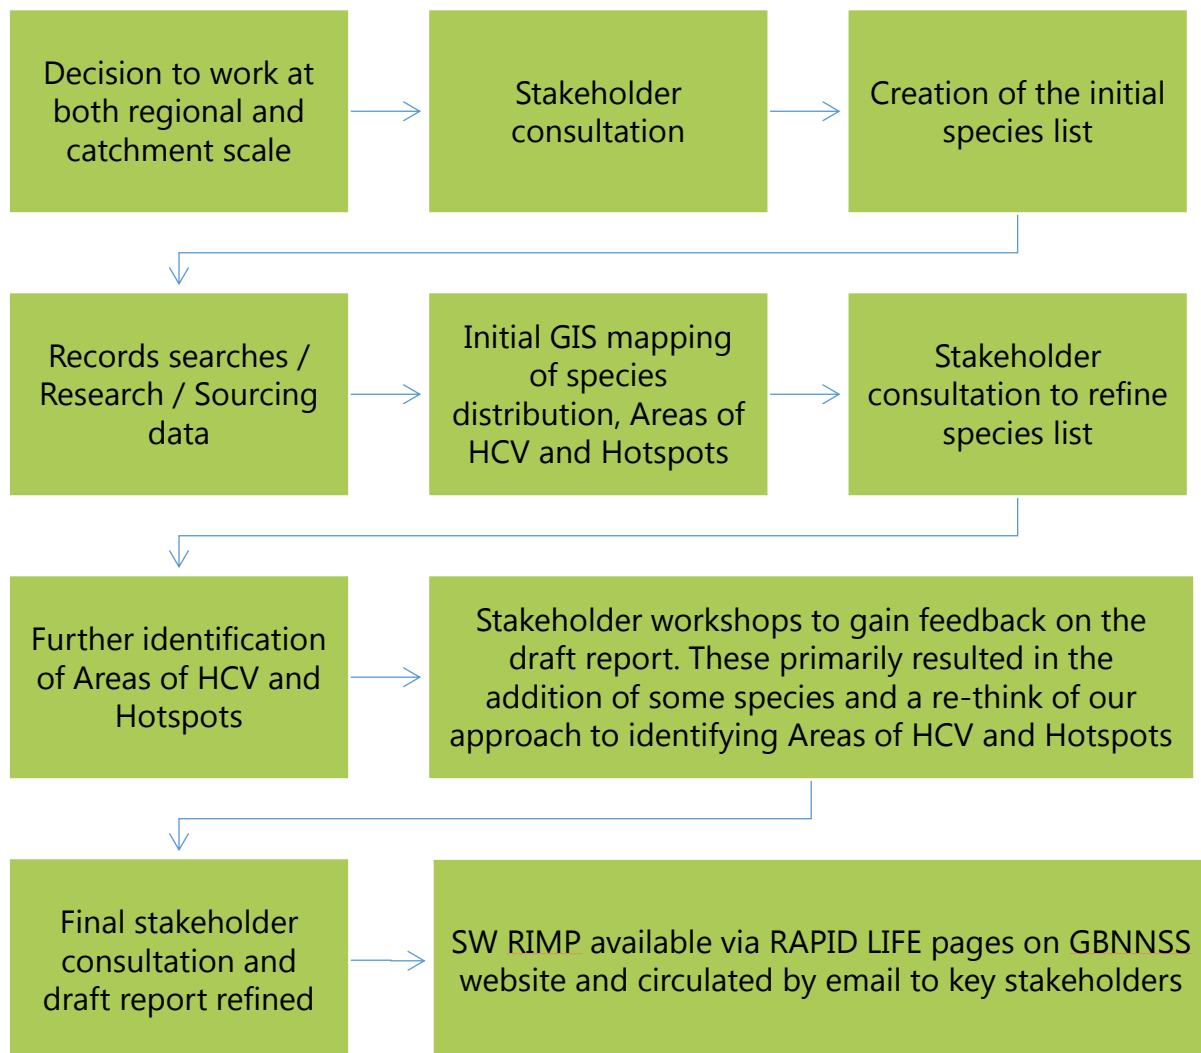 Decision to work at
both regional and
catchment scale
Stakeholder
consultation
Creation of the initial
species list
Records searches /
Research / Sourcing
data
Initial GIS mapping
of species
distribution, Areas of
HCV and Hotspots
Stakeholder
consultation to refine
species list
Further identification
of Areas of HCV and
Hotspots
Stakeholder workshops to gain feedback on the
draft report. These primarily resulted in the
addition of some species and a re-think of our
approach to identifying Areas of HCV and Hotspots
Final stakeholder
consultation and
draft report refined
SW RIMP available via RAPID LIFE pages on GBNNSS
website and circulated by email to key stakeholders